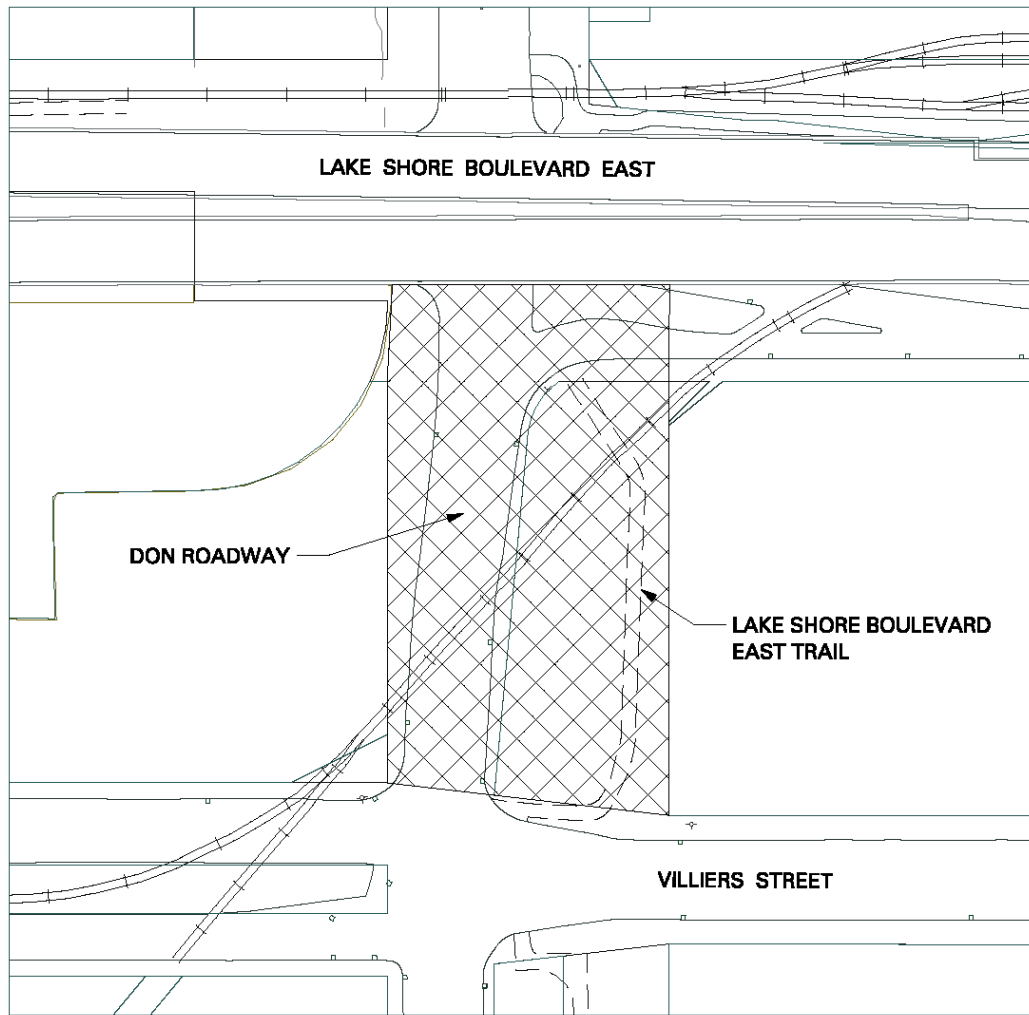 LAKE SHORE BOULEVARD EAST
DON ROADWAY
LAKE SHORE BOULEVARD
EAST TRAIL
VILLIERS STREET